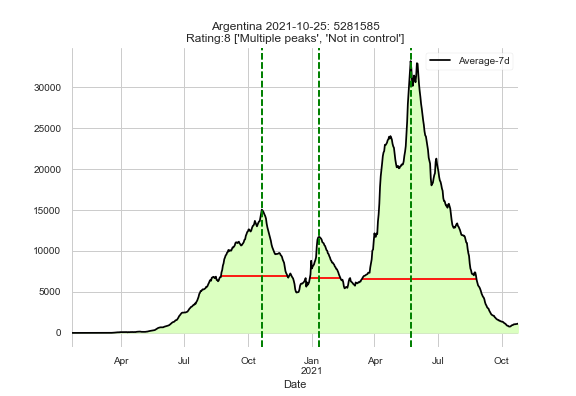 Argentina 2021-10-25: 5281585
Rating:8 ['Multiple peaks', 'Not in control']
Average-7d
30000
25000
20000
15000
10000
5000
0
Apr
Jul
Oct
Jan
2021
Apr
Jul
Oct
Date